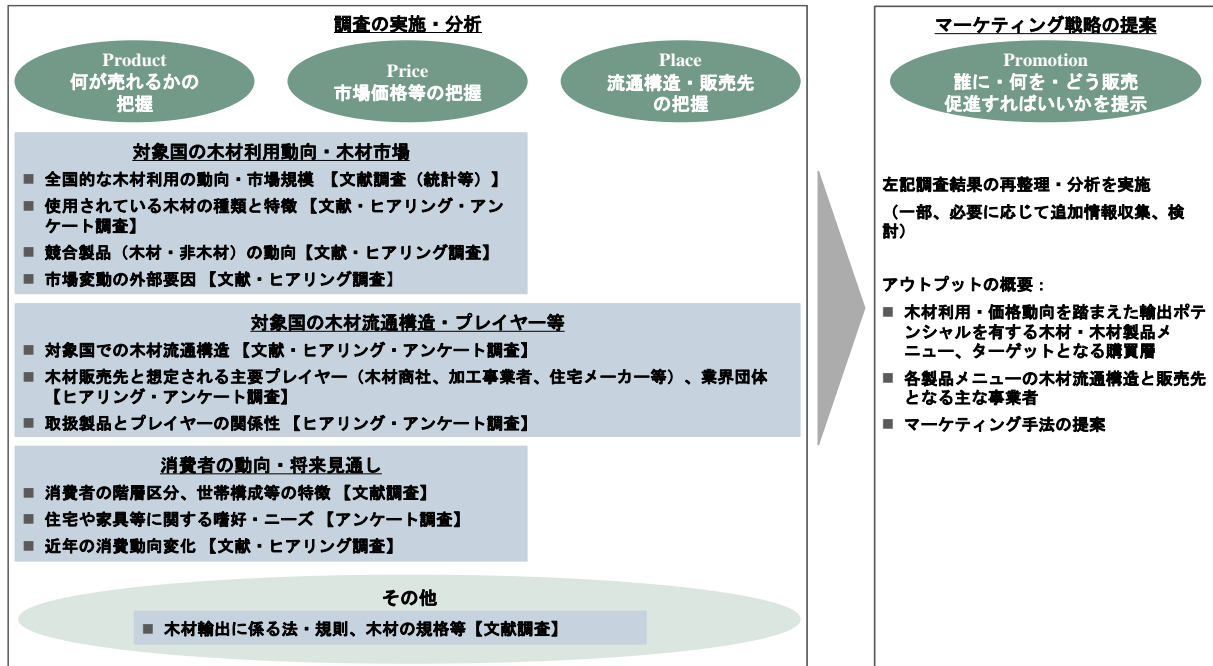 調査の実施・分析
Product
何が売れるかの
把握
Price
市場価格等の把握
Place
流通構造・販売先
の把握
対象国の木材利用動向・木材市場
■ 全国的な木材利用の動向・市場規模 【文献調査（統計等）】
■ 使用されている木材の種類と特徴 【文献・ヒアリング・アン
ケート調査】
■ 競合製品（木材・非木材）の動向【文献・ヒアリング調査】
■ 市場変動の外部要因 【文献・ヒアリング調査】
対象国の木材流通構造・プレイヤー等
■ 対象国での木材流通構造 【文献・ヒアリング・アンケート調査】
■ 木材販売先と想定される主要プレイヤー（木材商社、加工事業者、住宅メーカー等）、業界団体
【ヒアリング・アンケート調査】
■ 取扱製品とプレイヤーの関係性 【ヒアリング・アンケート調査】
消費者の動向・将来見通し
■ 消費者の階層区分、世帯構成等の特徴 【文献調査】
■ 住宅や家具等に関する嗜好・ニーズ 【アンケート調査】
■ 近年の消費動向変化 【文献・ヒアリング調査】
その他
■ 木材輸出に係る法・規則、木材の規格等【文献調査】
マーケティング戦略の提案
Promotion
誰に・何を・どう販売
促進すればいいかを提示
左記調査結果の再整理・分析を実施
（一部、必要に応じて追加情報収集、検
討）
アウトプットの概要：
■ 木材利用・価格動向を踏まえた輸出ポテ
ンシャルを有する木材・木材製品メ
ニュー、ターゲットとなる購買層
■ 各製品メニューの木材流通構造と販売先
となる主な事業者
■ マーケティング手法の提案